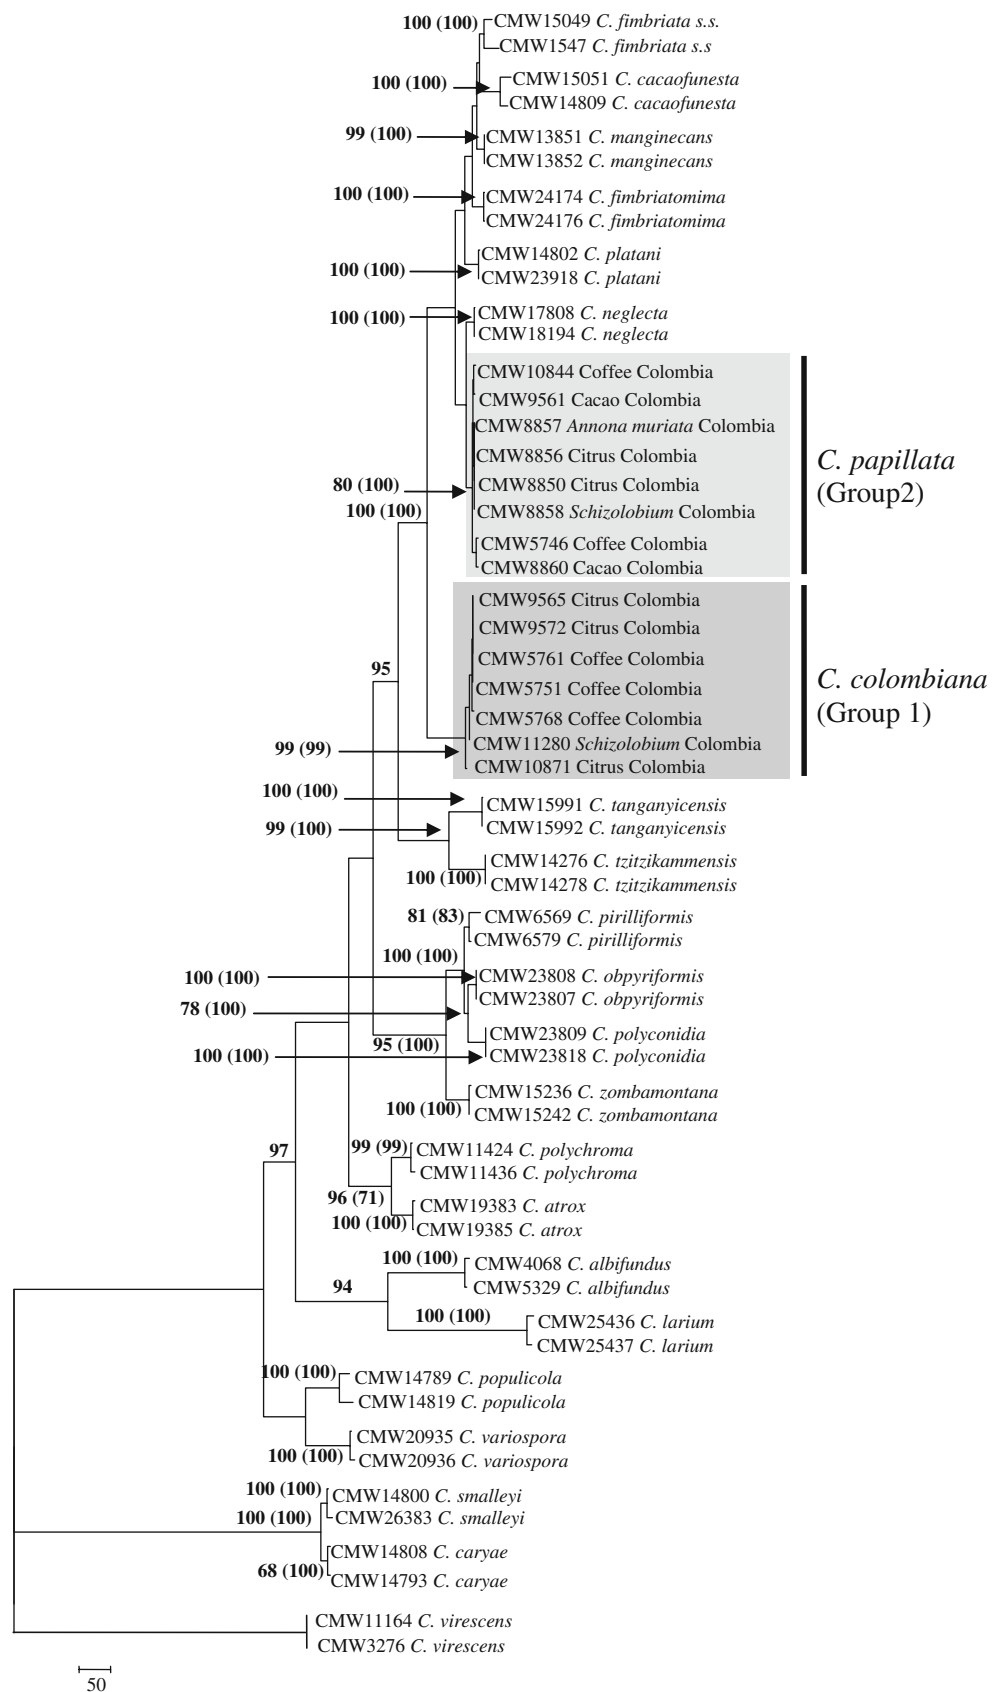 100 (100)
CMW15049 C. fimbriata s.s.
CMW1547 C. fimbriata s.s
100 (100)
CMW15051 C. cacaofunesta
CMW14809 C. cacaofunesta
99 (100)
CMW13851 C. manginecans
CMW13852 C. manginecans
100 (100)
CMW24174 C. fimbriatomima
CMW24176 C. fimbriatomima
CMW14802 C. platani
100 (100)
CMW23918 C. platani
CMW17808 C. neglecta
100 (100)
CMW18194 C. neglecta
CMW10844 Coffee Colombia
CMW9561 Cacao Colombia
CMW8857 Annona muriata Colombia
CMW8856 Citrus Colombia
CMW8850 Citrus Colombia
CMW8858 Schizolobium Colombia
CMW5746 Coffee Colombia
CMW8860 Cacao Colombia
C. papillata
(Group2)
80 (100)
100 (100)
CMW9565 Citrus Colombia
CMW9572 Citrus Colombia
CMW5761 Coffee Colombia
CMW5751 Coffee Colombia
CMW5768 Coffee Colombia
CMW11280 Schizolobium Colombia
CMW10871 Citrus Colombia
C. colombiana
(Group 1)
95
99 (99)
100 (100)
CMW15991 C. tanganyicensis
CMW15992 C. tanganyicensis
99 (100)
CMW14276 C. tzitzikammensis
100 (100)
CMW14278 C. tzitzikammensis
81 (83)
CMW6569 C. pirilliformis
CMW6579 C. pirilliformis
100 (100)
100 (100)
CMW23808 C. obpyriformis
CMW23807 C. obpyriformis
78 (100)
CMW23809 C. polyconidia
95 (100)
100 (100)
CMW23818 C. polyconidia
CMW15236 C. zombamontana
100 (100)
CMW15242 C. zombamontana
97
99 (99)
CMW11424 C. polychroma
CMW11436 C. polychroma
96 (71)
CMW19383 C. atrox
100 (100)
CMW19385 C. atrox
100 (100)
CMW4068 C. albifundus
CMW5329 C. albifundus
94
100 (100)
CMW25436 C. larium
CMW25437 C. larium
100 (100)
CMW14789 C. populicola
CMW14819 C. populicola
CMW20935 C. variospora
100 (100)
CMW20936 C. variospora
100 (100)
CMW14800 C. smalleyi
100 (100)
CMW26383 C. smalleyi
CMW14808 C. caryae
68 (100)
CMW14793 C. caryae
CMW11164 C. virescens
CMW3276 C. virescens
50